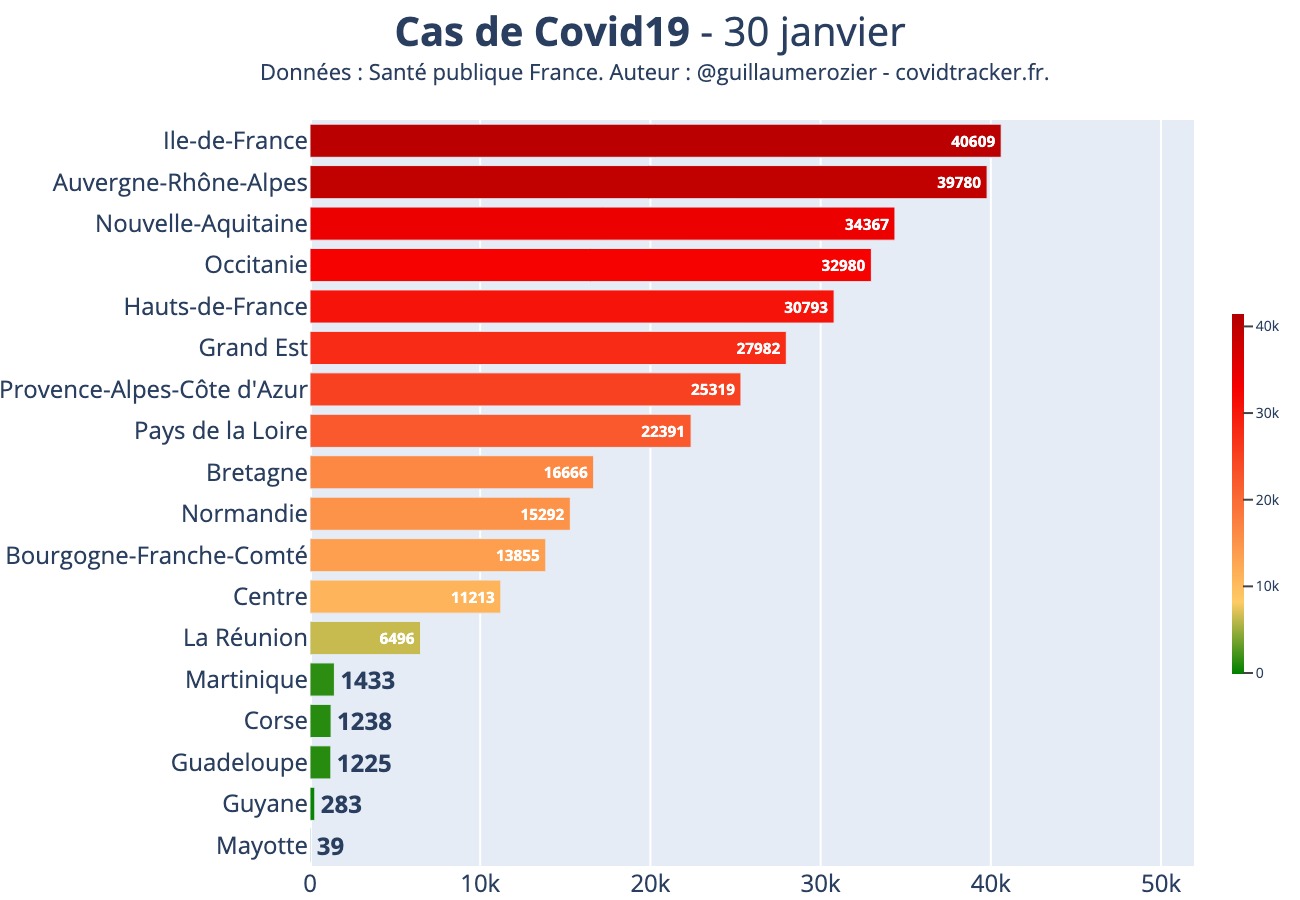 Cas de Covid19 - 30 janvier
Données : Santé publique France. Auteur : @guillaumerozier - covidtracker.fr.
Ile-de-France 40609
Auvergne-Rhône-Alpes 39780
Nouvelle-Aquitaine 34367
Occitanie 32980
Hauts-de-France 30793
Grand Est 27982
Provence-Alpes-Côte d'Azur 25319
Pays de la Loire 22391
Bretagne 16666
Normandie 15292
Bourgogne-Franche-Comté 13855
Centre 11213
La Réunion 6496
Martinique 1433
Corse 1238
Guadeloupe 1225
Guyane 283
Mayotte 39
0 10k 20k 30k 40k 50k
40k
30k
20k
10k
0